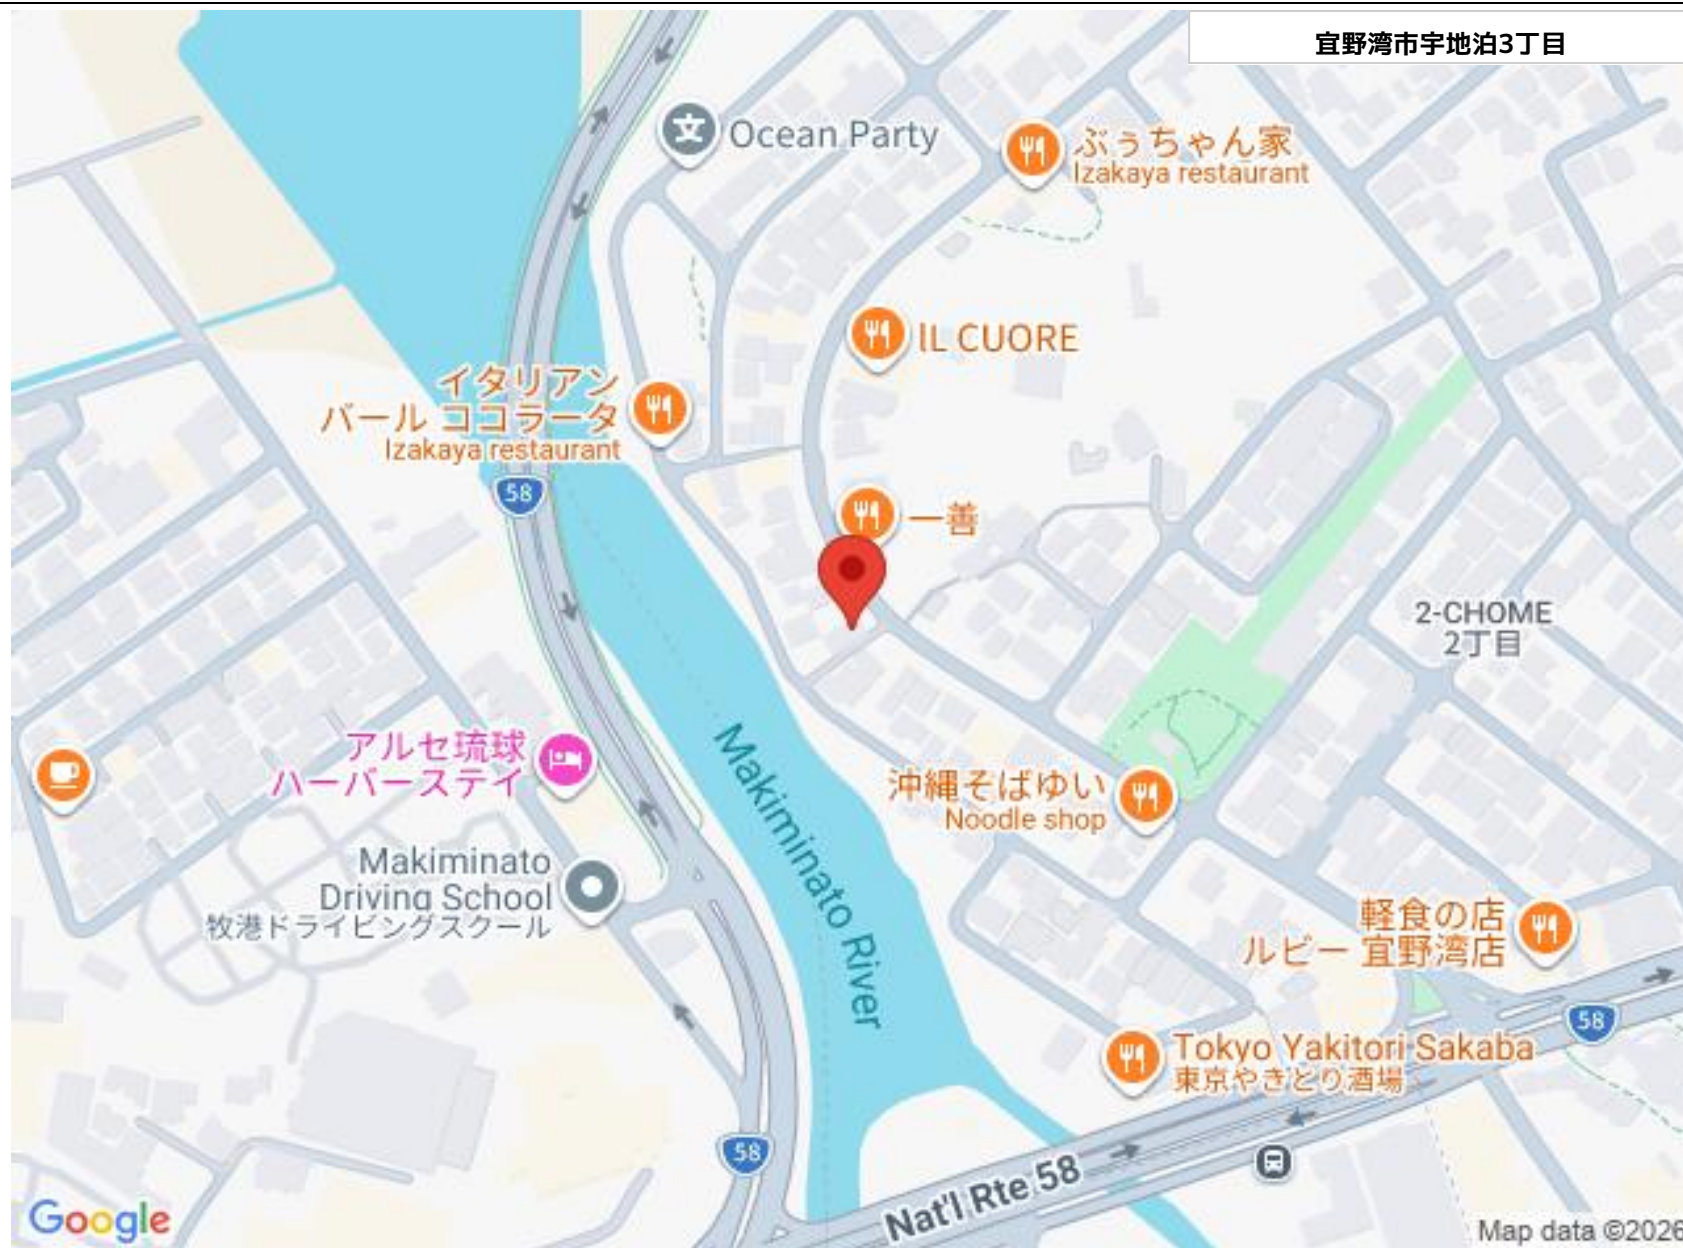 宜野湾市宇地泊3丁目
Ocean Party
ぶぅちゃん家
Izakaya restaurant
IL CUORE
イタリアン
バール ココラータ
Izakaya restaurant
58
一善
2-CHOME
2丁目
アルセ琉球
ハーバーステイ
Makiminato River
沖縄そばゆい
Noodle shop
Makiminato
Driving School
牧港ドライビングスクール
軽食の店
ルビー 宜野湾店
58
Tokyo Yakitori Sakaba
東京やきとり酒場
58
Nat'l Rte 58
Google
Map data ©2026